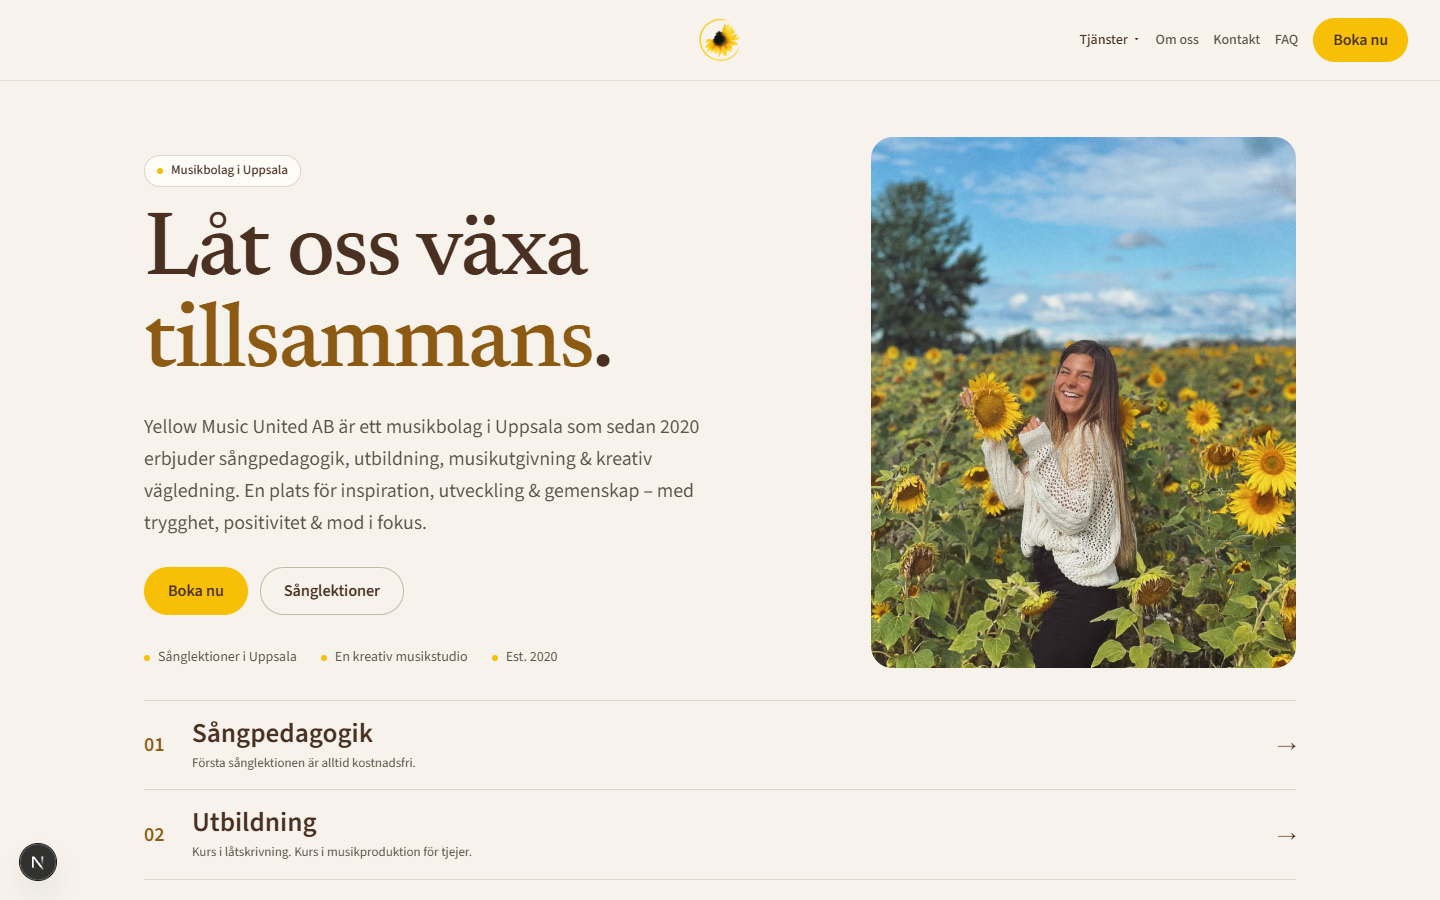 Tjänster
Om oss
Kontakt
FAQ
Boka nu
Musikbolag i Uppsala
Låt oss växa
tillsammans.
Yellow Music United AB är ett musikbolag i Uppsala som sedan 2020
erbjuder sångpedagogik, utbildning, musikutgivning & kreativ
vägledning. En plats för inspiration, utveckling & gemenskap – med
trygghet, positivitet & mod i fokus.
Boka nu
Sånglektioner
Sånglektioner i Uppsala
En kreativ musikstudio
Est. 2020
01
Sångpedagogik
Första sånglektionen är alltid kostnadsfri.
→
02
Utbildning
Kurs i låtskrivning. Kurs i musikproduktion för tjejer.
→
N